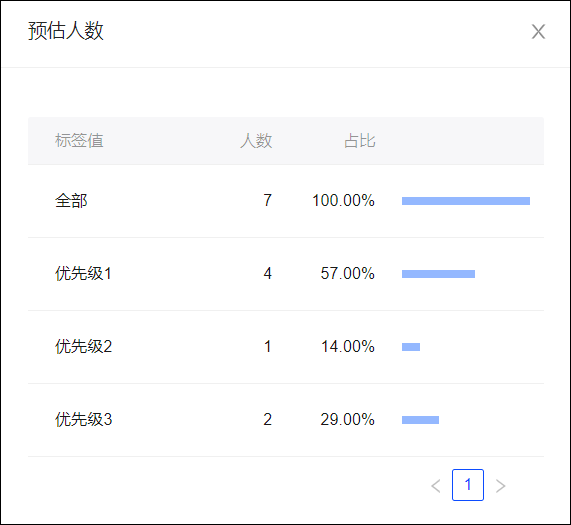 预估人数
标签值 人数 占比
全部 7 100.00%
优先级1 4 57.00%
优先级2 1 14.00%
优先级3 2 29.00%
1